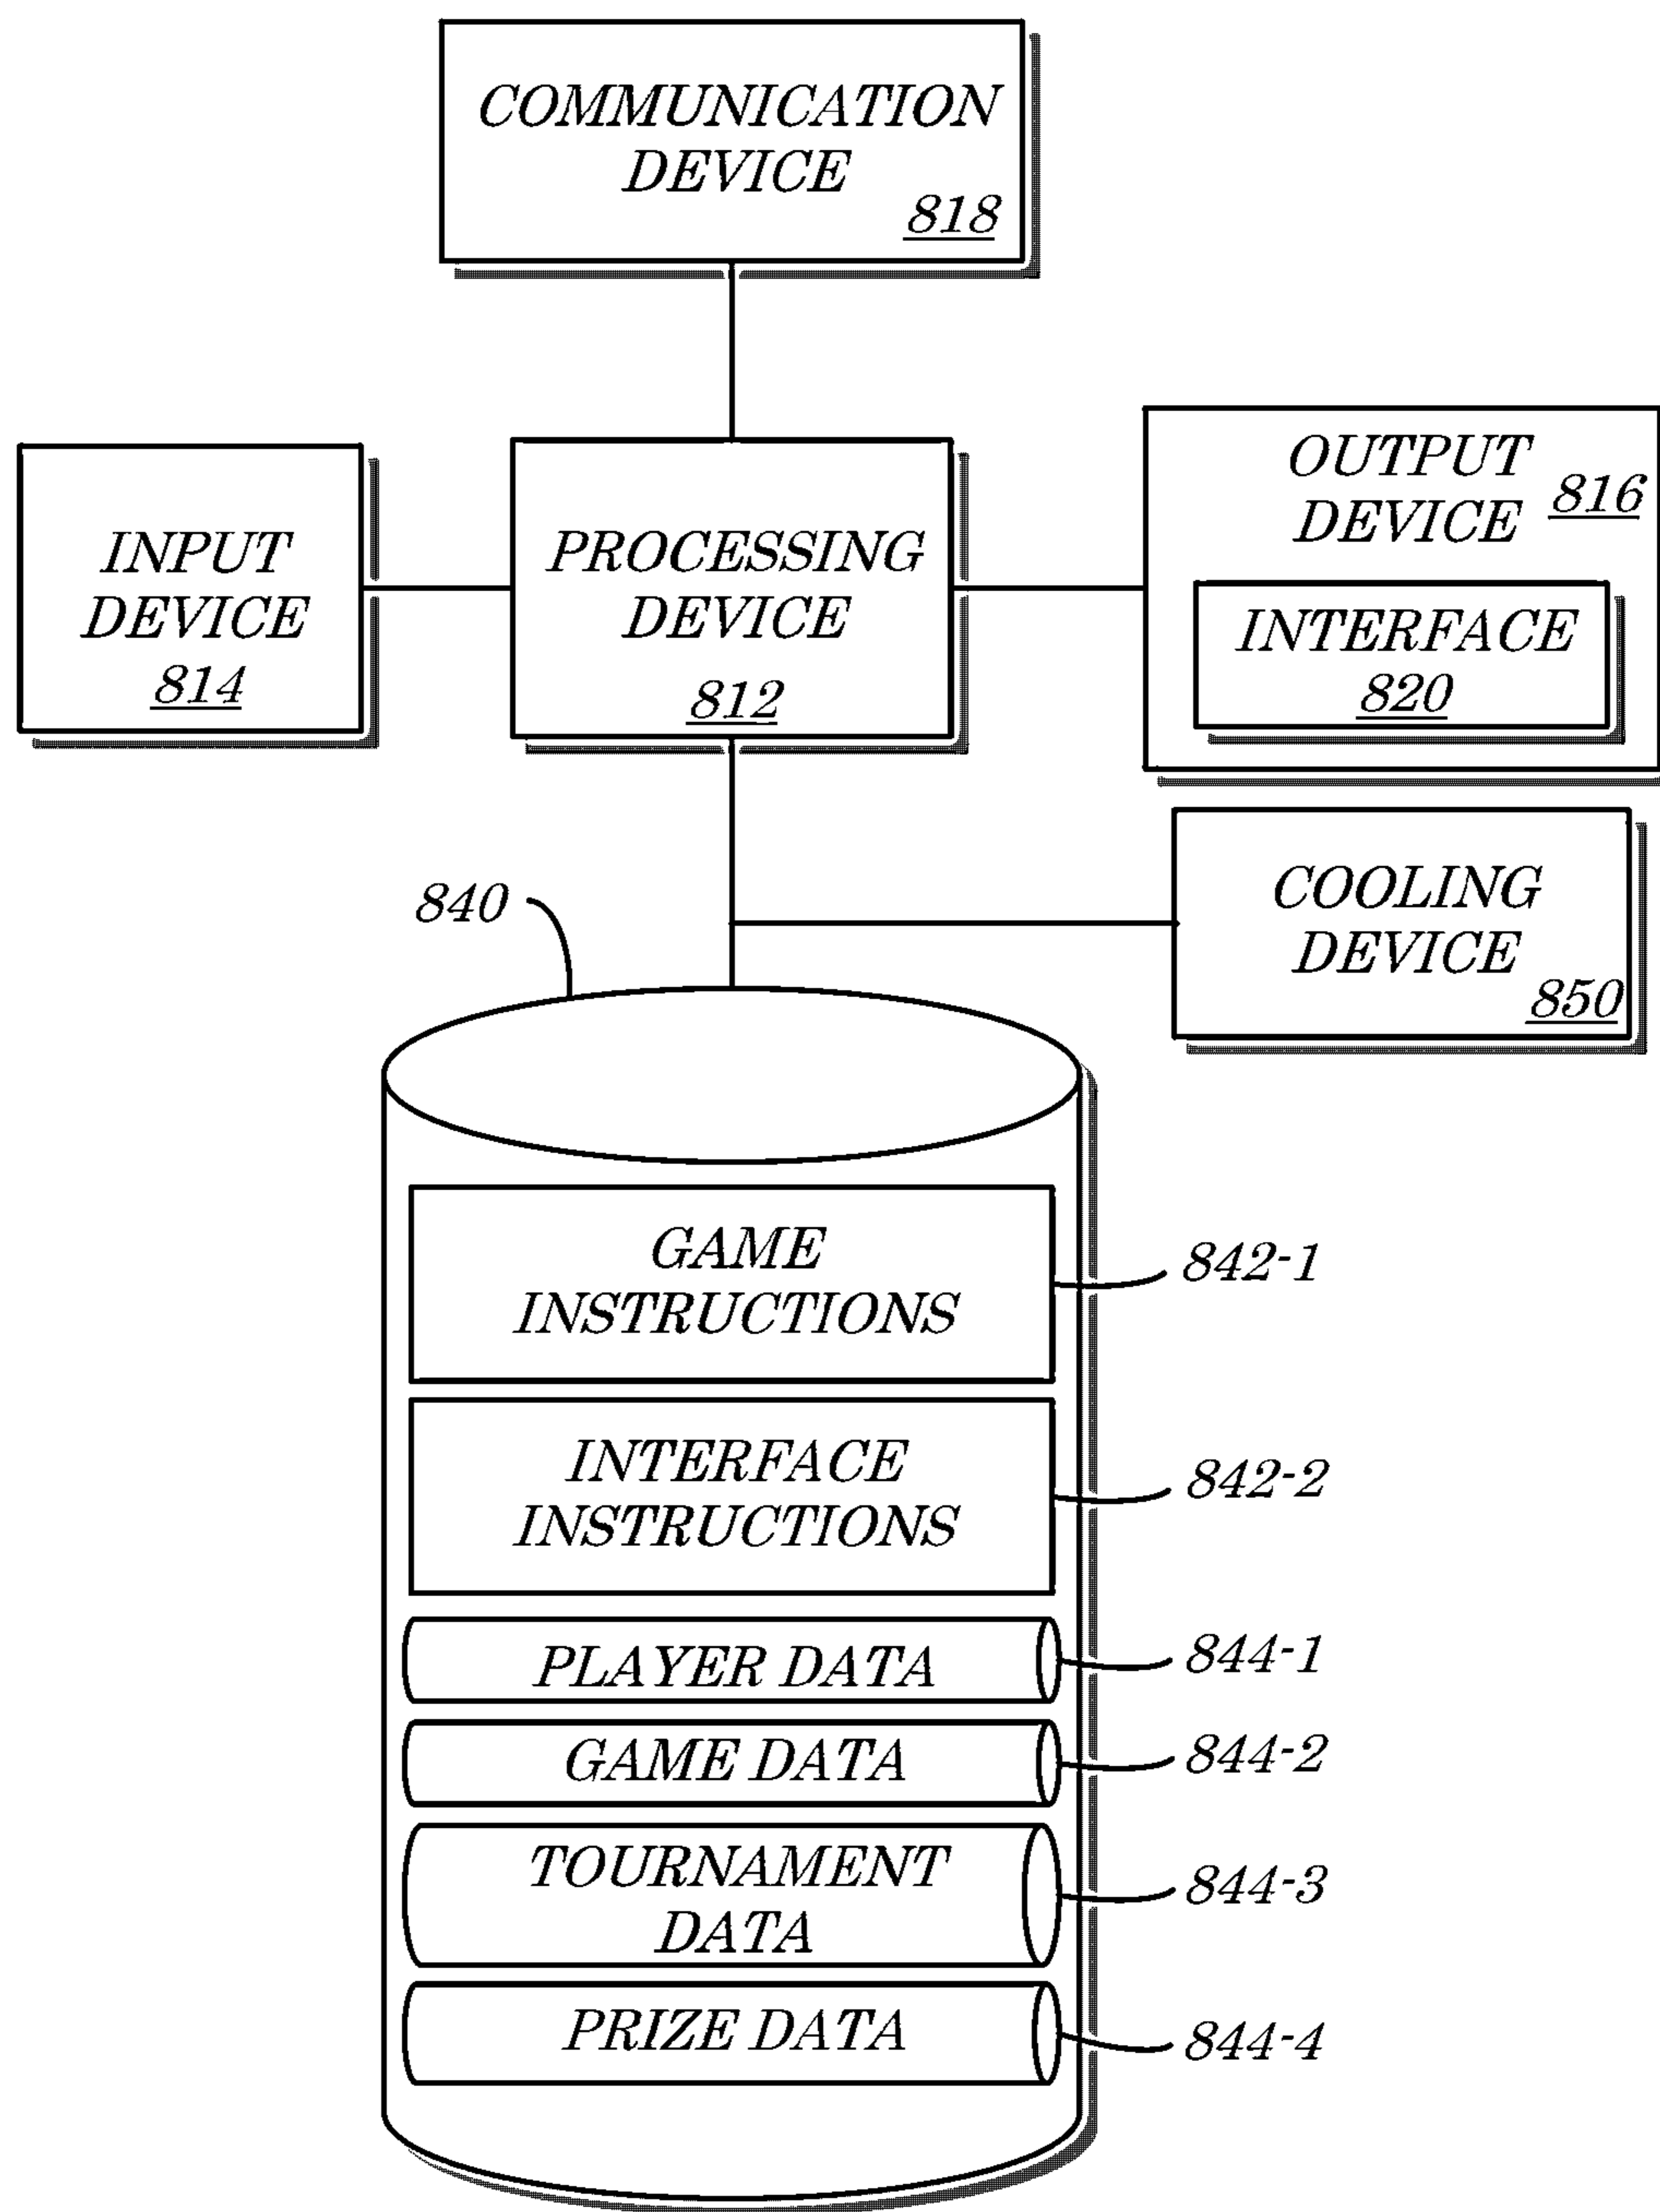 COMMUNICATION
DEVICE
818
INPUT
DEVICE
814
PROCESSING
DEVICE
812
OUTPUT
DEVICE
816
INTERFACE
820
COOLING
DEVICE
850
840
GAME
INSTRUCTIONS
842-1
INTERFACE
INSTRUCTIONS
842-2
PLAYER DATA
844-1
GAME DATA
844-2
TOURNAMENT
DATA
844-3
PRIZE DATA
844-4